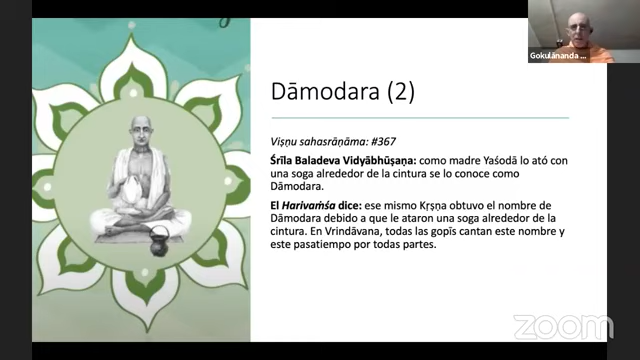 Gokulānanda ...
Dāmodara (2)
Viṣṇu sahasrāṇāma: #367
Śrīla Baladeva Vidyābhūṣaṇa: como madre Yaśodā lo ató con
una soga alrededor de la cintura se lo conoce como
Dāmodara.
El Harivaṁśa dice: ese mismo Kṛṣṇa obtuvo el nombre de
Dāmodara debido a que le ataron una soga alrededor de la
cintura. En Vrindāvana, todas las gopīs cantan este nombre y
este pasatiempo por todas partes.
zoom